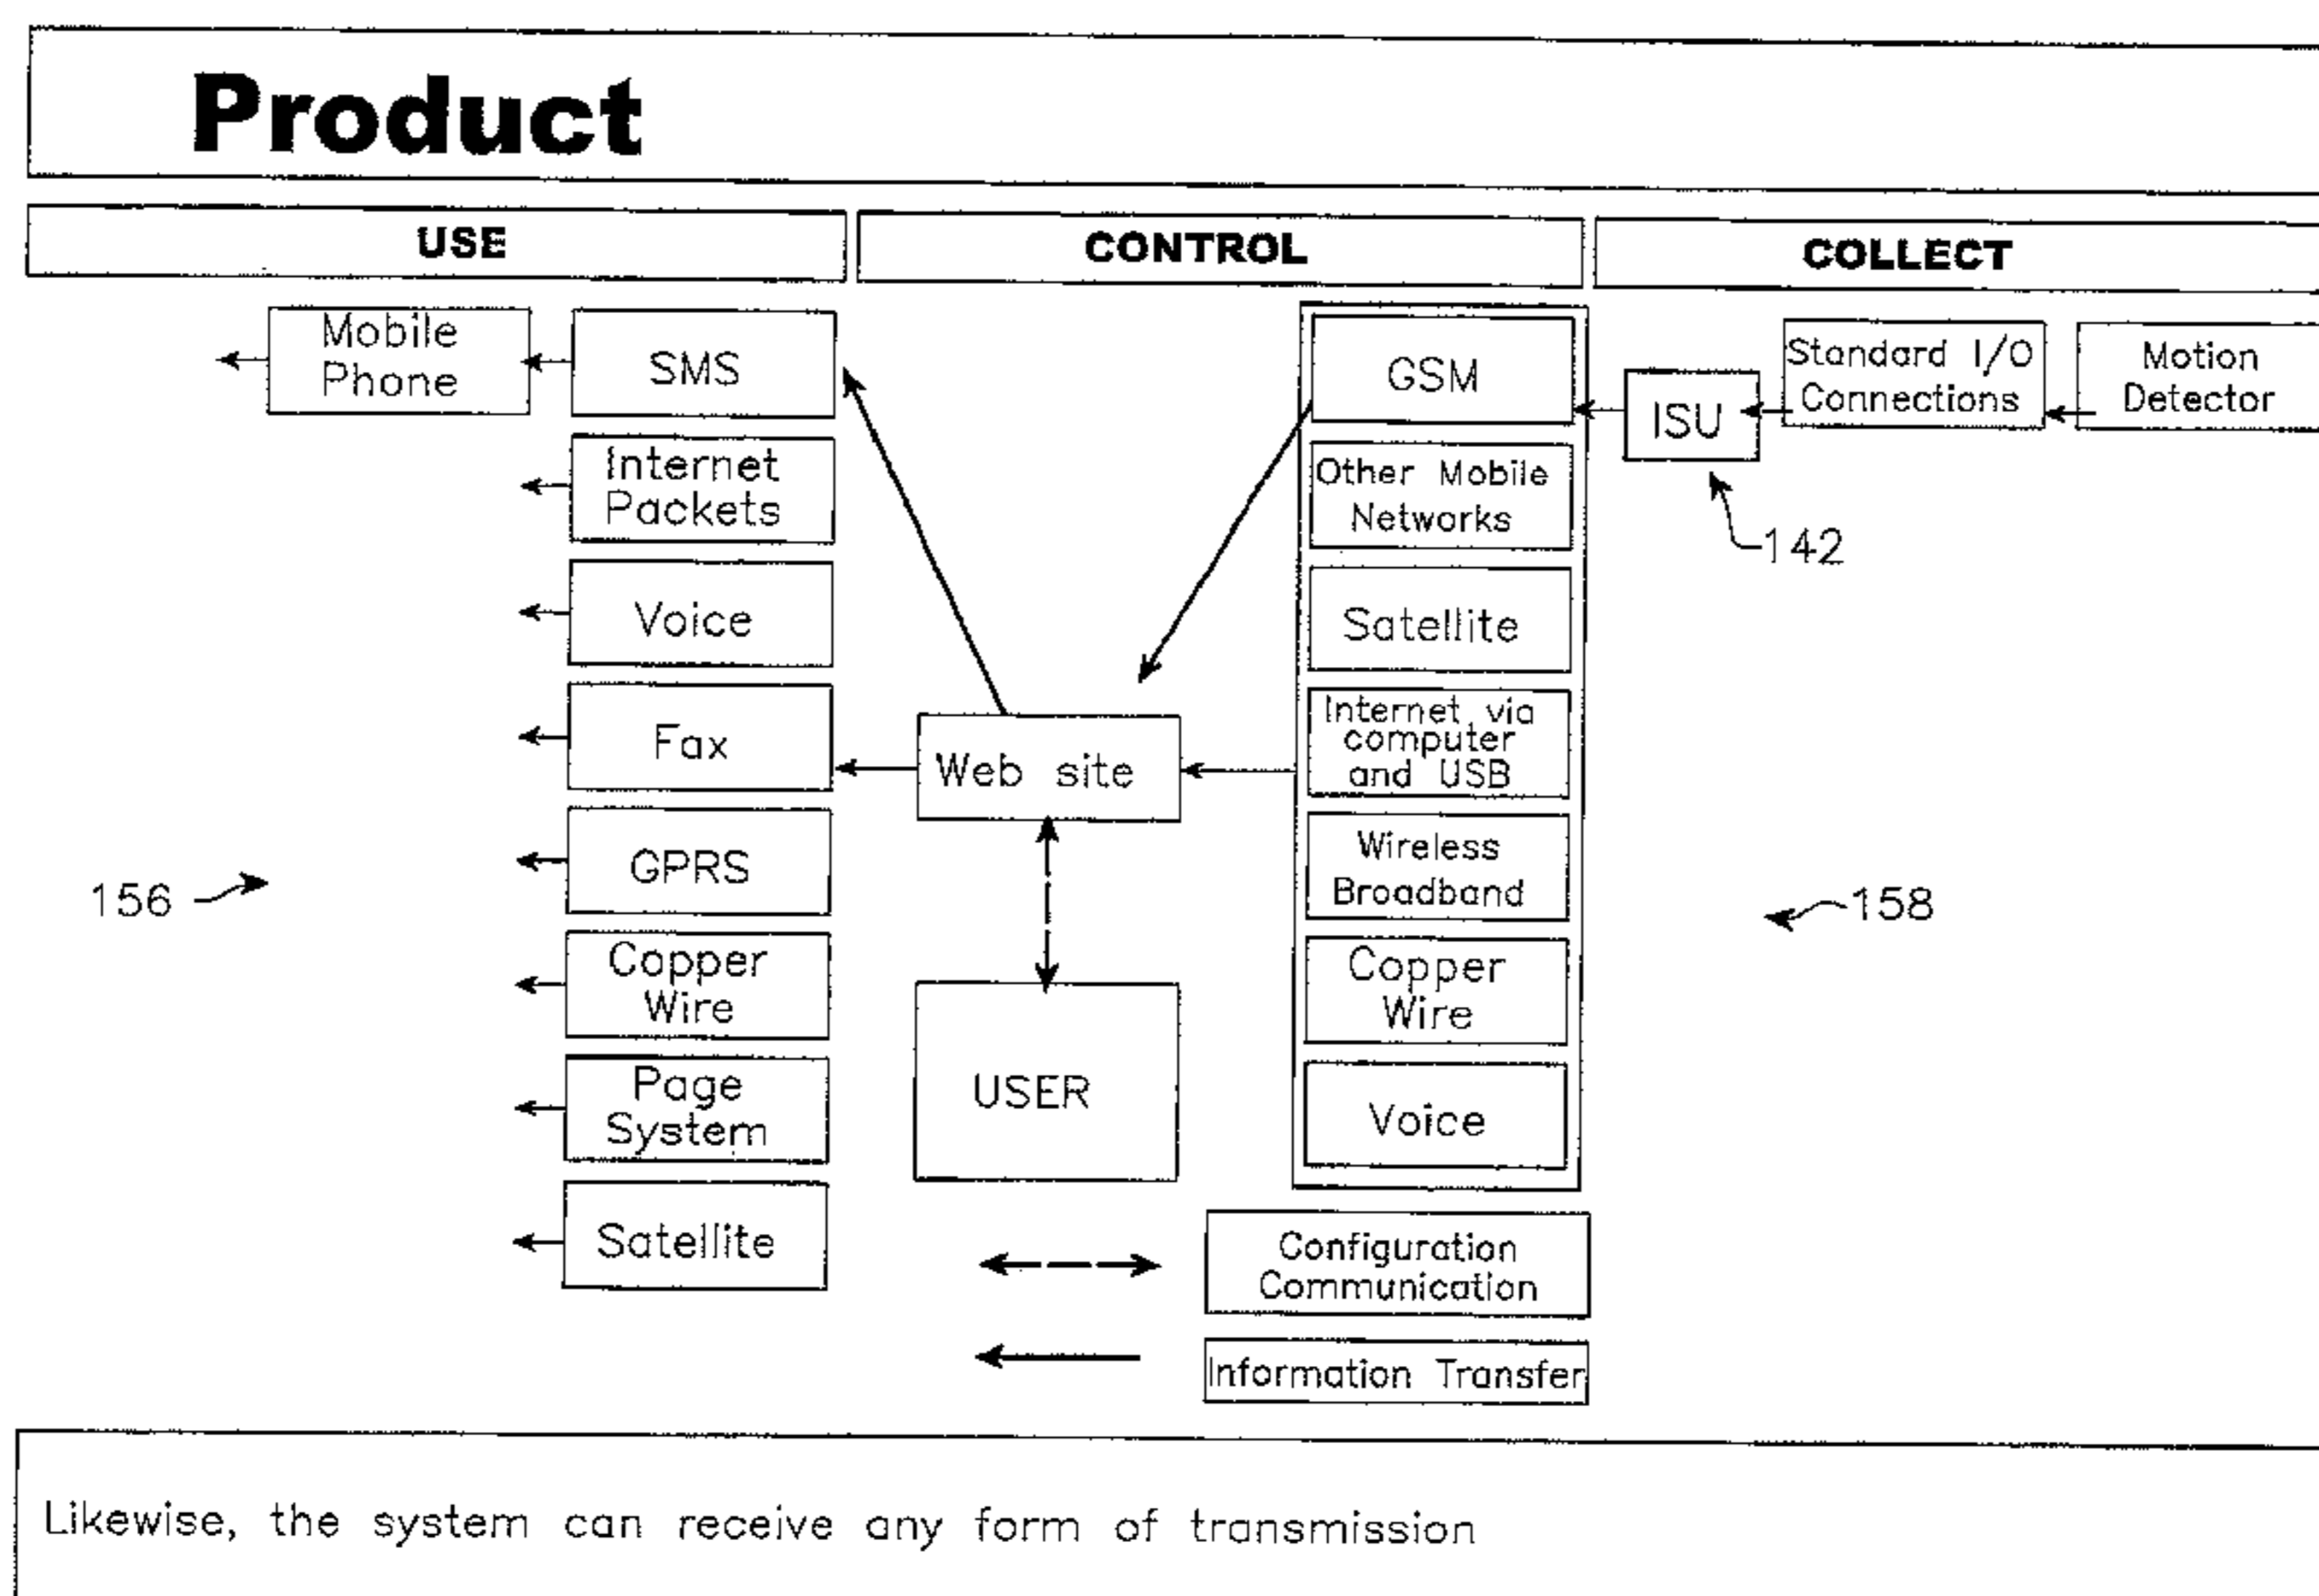 Product
USE
CONTROL
COLLECT
Mobile
Phone
SMS
Internet
Packets
Voice
Fax
GPRS
Copper
Wire
Page
System
Satellite
156
Web site
USER
GSM
Other Mobile
Networks
Satellite
Internet via
computer
and USB
Wireless
Broadband
Copper
Wire
Voice
ISU
142
Standard I/O
Connections
Motion
Detector
158
Configuration
Communication
Information Transfer
Likewise, the system can receive any form of transmission